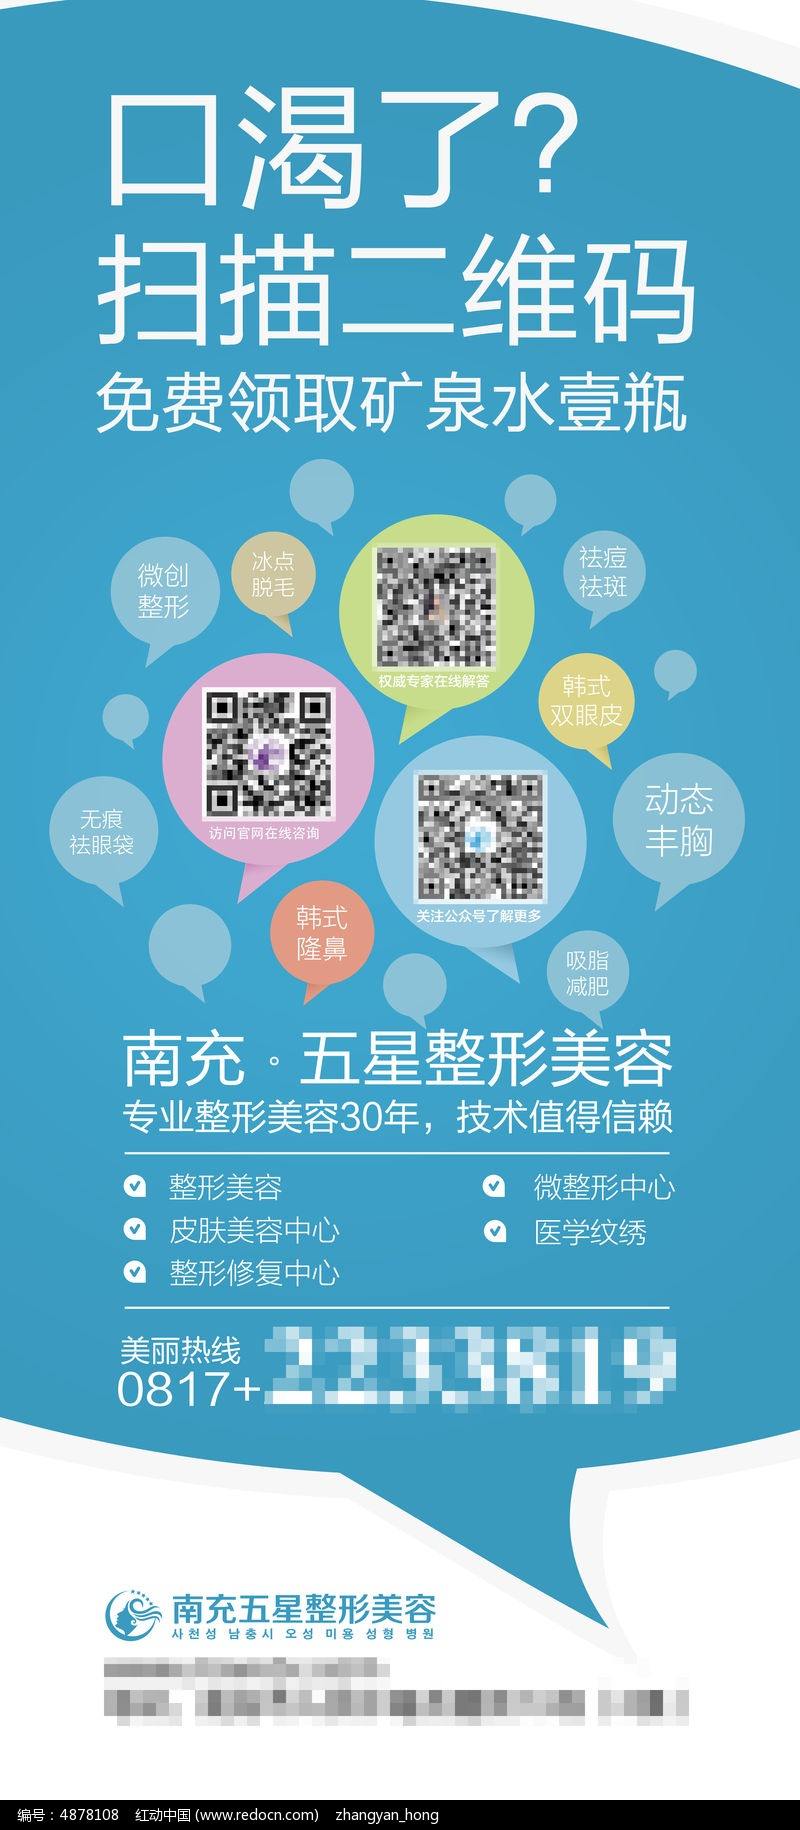 口渴了?
扫描二维码
免费领取矿泉水壹瓶
微创
整形
冰点
脱毛
祛痘
祛斑
权威专家在线解答
韩式
双眼皮
访问官网在线咨询
无痕
祛眼袋
动态
丰胸
关注公众号了解更多
韩式
隆鼻
吸脂
减肥
南充。五星整形美容
专业整形美容30年，技术值得信赖
整形美容
微整形中心
皮肤美容中心
医学纹绣
整形修复中心
美丽热线
0817+2233819
南充五星整形美容
사천성 남충시 오성 미용 성형 병원
编号：4878108 红动中国 (www.redocn.com) zhangyan_hong